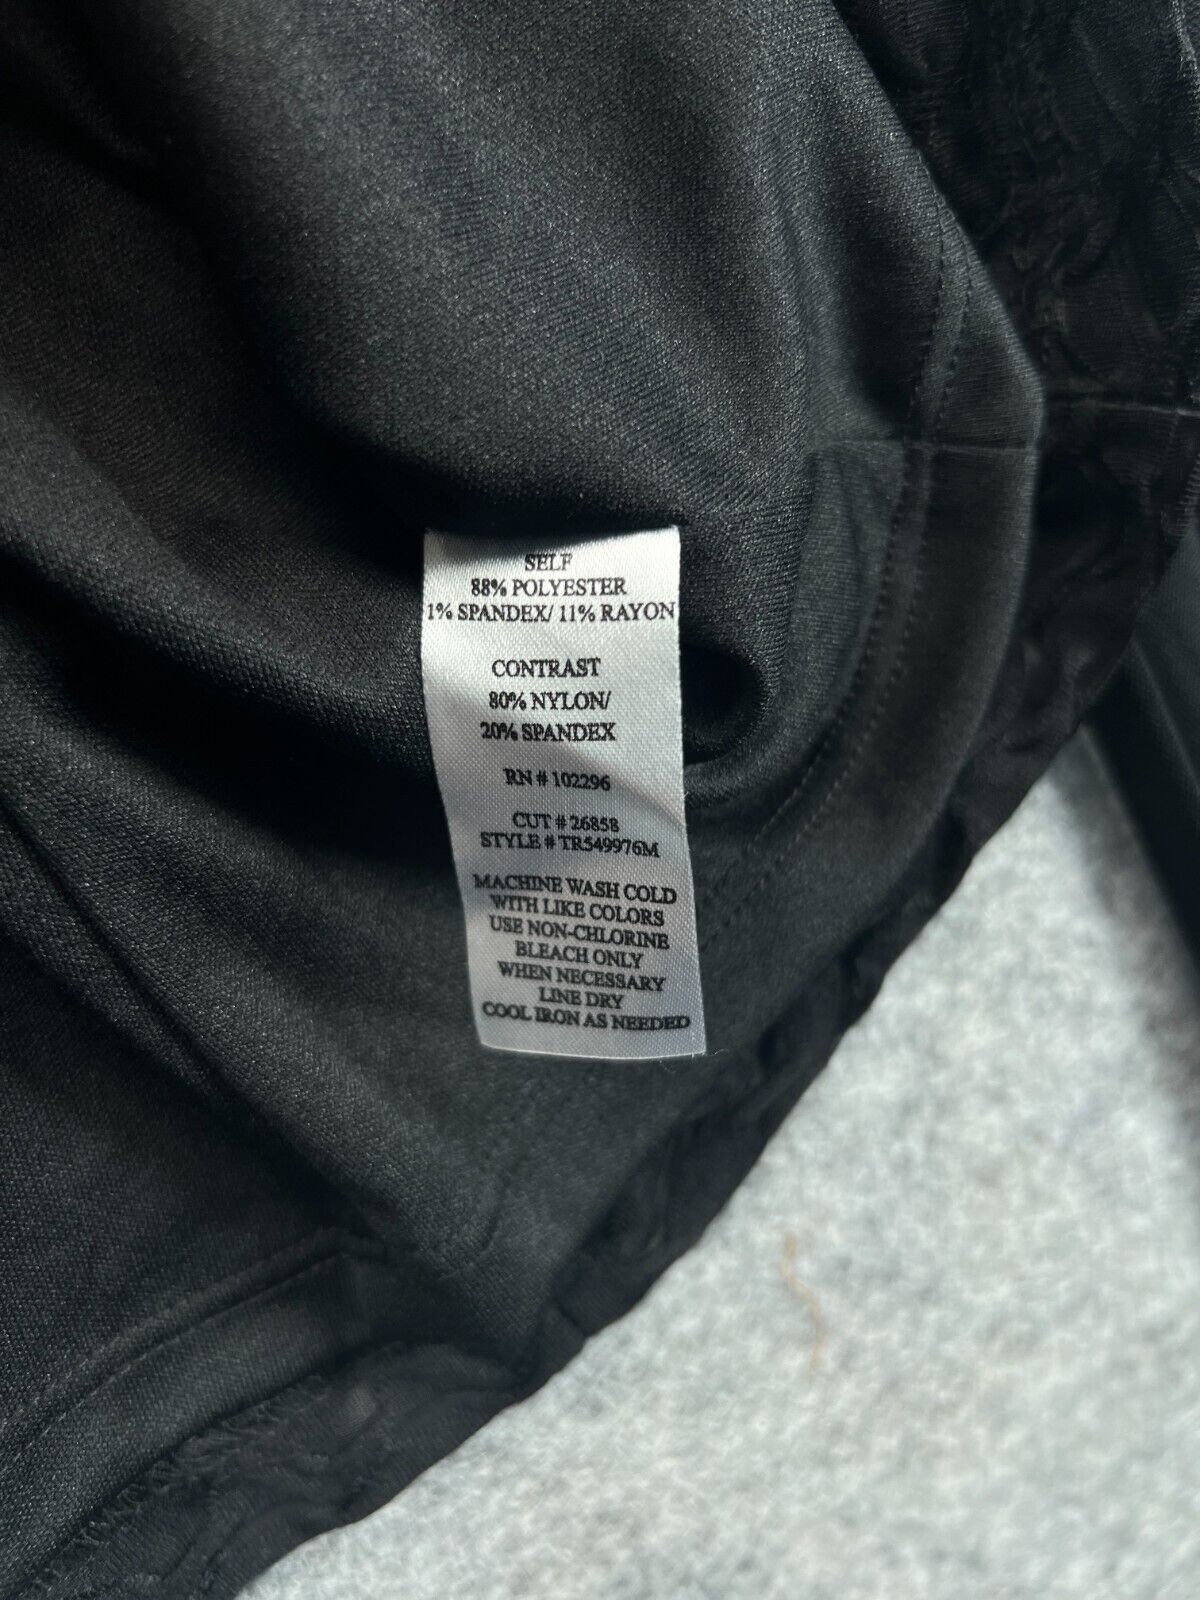 SELF
88% POLYESTER
1% SPANDEX/ 11% RAYON
CONTRAST
80% NYLON/
20% SPANDEX
RN # 102296
CUT # 26858
STYLE # TR549976M
MACHINE WASH COLD
WITH LIKE COLORS
USE NON-CHLORINE
BLEACH ONLY
WHEN NECESSARY
LINE DRY
COOL IRON AS NEEDED